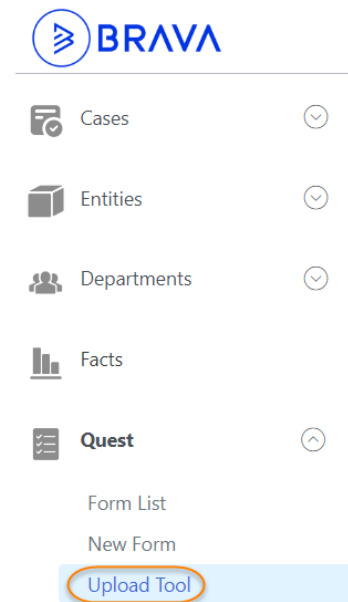 BRAVA
Cases
Entities
Departments
Facts
Quest
Form List
New Form
Upload Tool